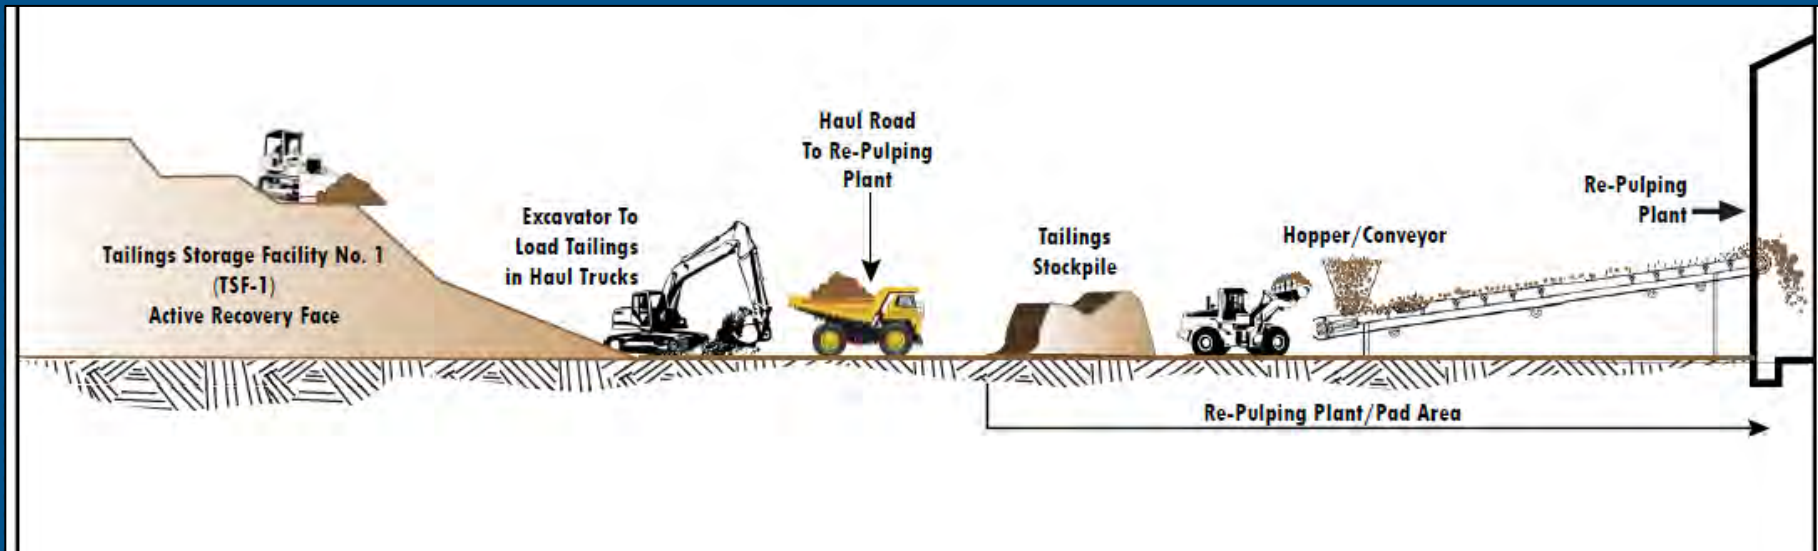 Tailings Storage Facility No. 1
(TSF-1)
Active Recovery Face
Excavator To
Load Tailings
in Haul Trucks
Haul Road
To Re-Pulping
Plant
Tailings
Stockpile
Hopper/Conveyor
Re-Pulping
Plant
Re-Pulping Plant/Pad Area